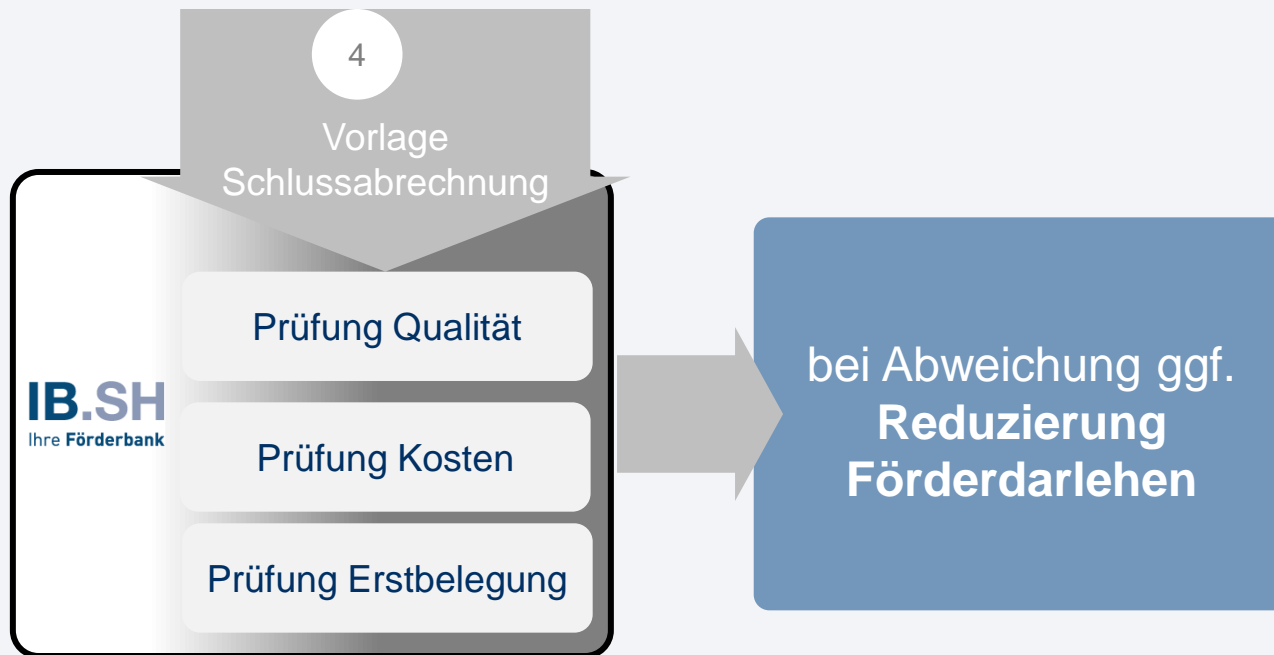 4
Vorlage
Schlussabrechnung
Prüfung Qualität
IB.SH
Ihre Förderbank
Prüfung Kosten
Prüfung Erstbelegung
bei Abweichung ggf.
Reduzierung
Förderdarlehen